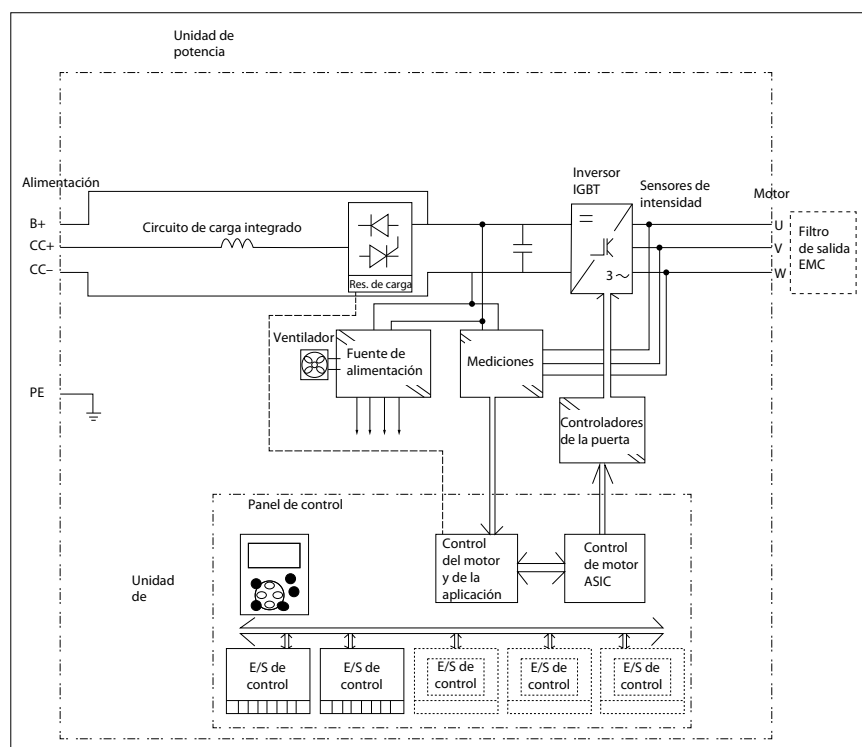 Unidad de
potencia
Alimentación
B+
CC+
CC–
Circuito de carga integrado
Res. de carga
Inversor
IGBT
=
3 ~
Sensores de
intensidad
Motor
U
V
W
Filtro
de salida
EMC
Ventilador
Fuente de
alimentación
Mediciones
PE
Controladores
de la puerta
Panel de control
Control
del motor
y de la
aplicación
Control
de motor
ASIC
Unidad
de
E/S de
control
E/S de
control
E/S de
control
E/S de
control
E/S de
control